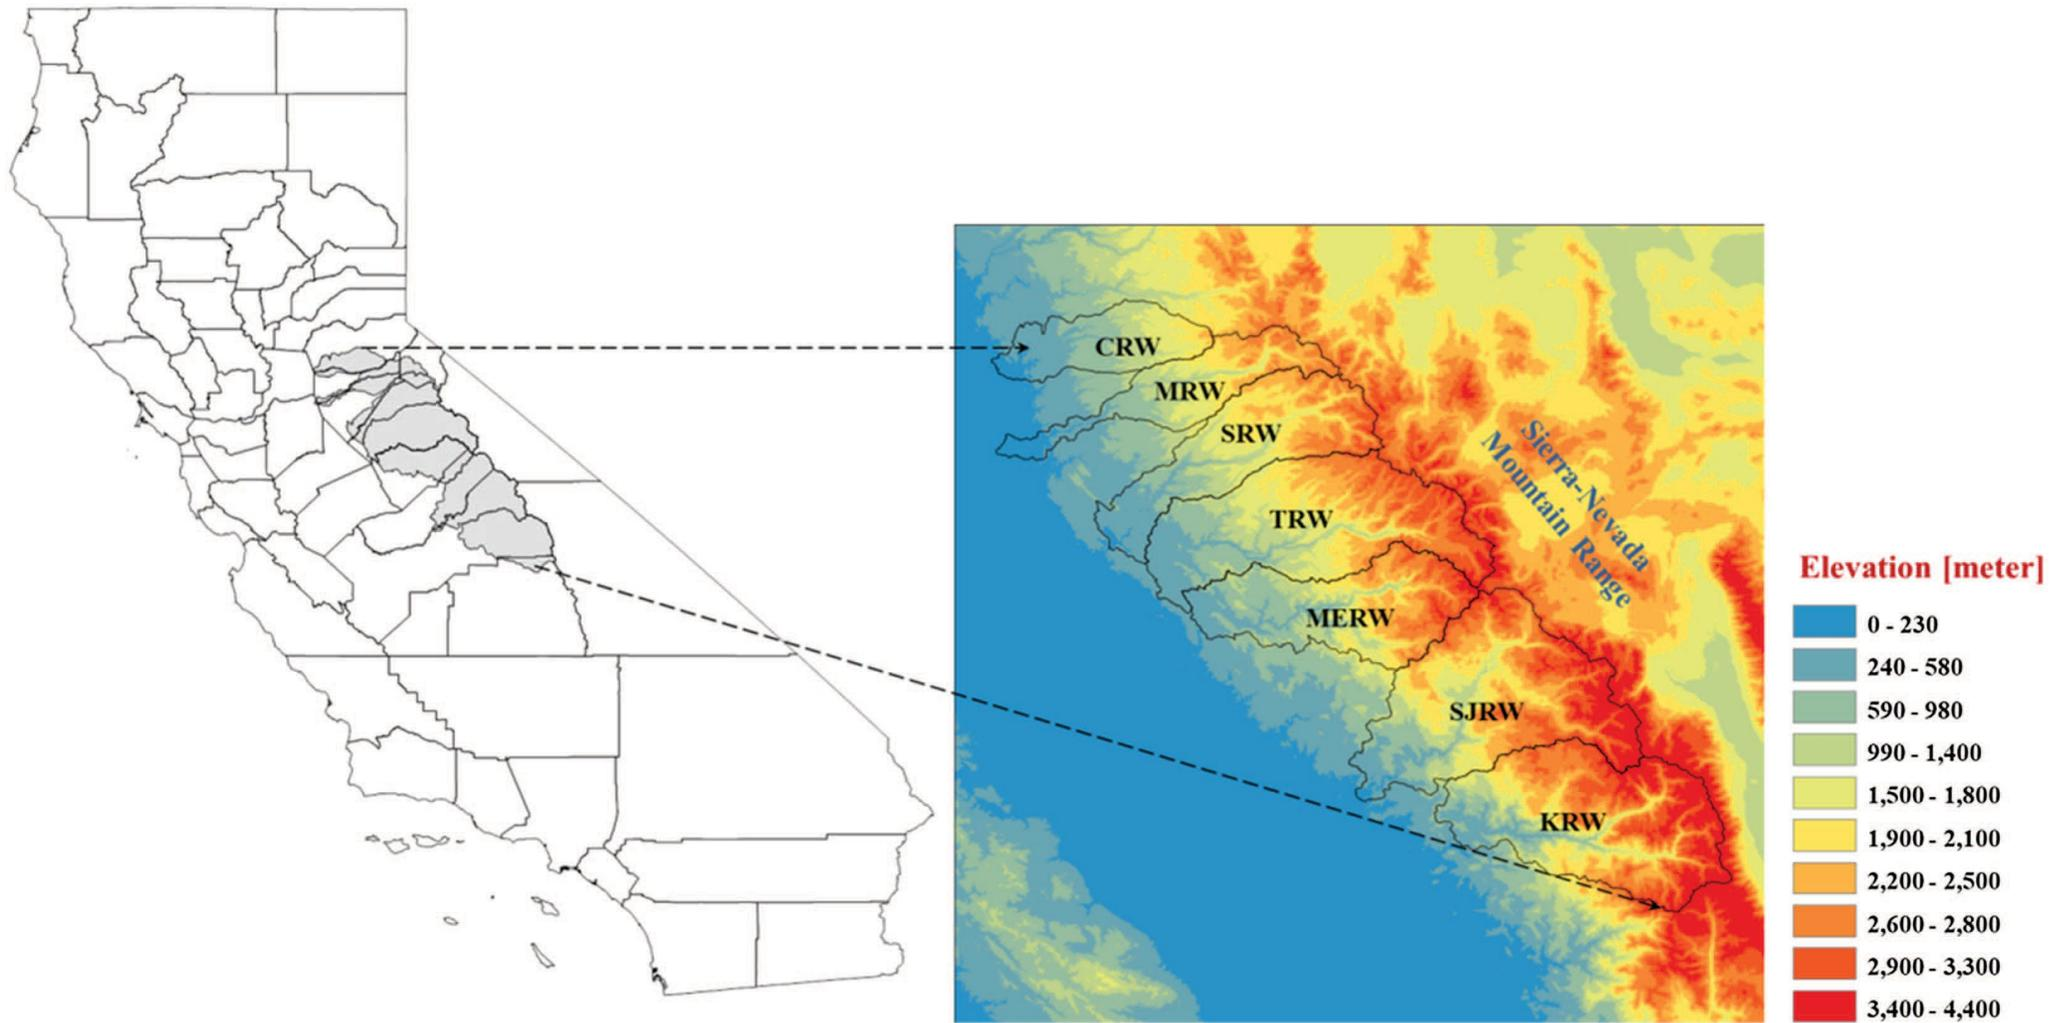 CRW
MRW
SRW
TRW
MERW
SJRW
KRW
Sierra-Nevada
Mountain Range
Elevation [meter]
0 - 230
240 - 580
590 - 980
990 - 1,400
1,500 - 1,800
1,900 - 2,100
2,200 - 2,500
2,600 - 2,800
2,900 - 3,300
3,400 - 4,400